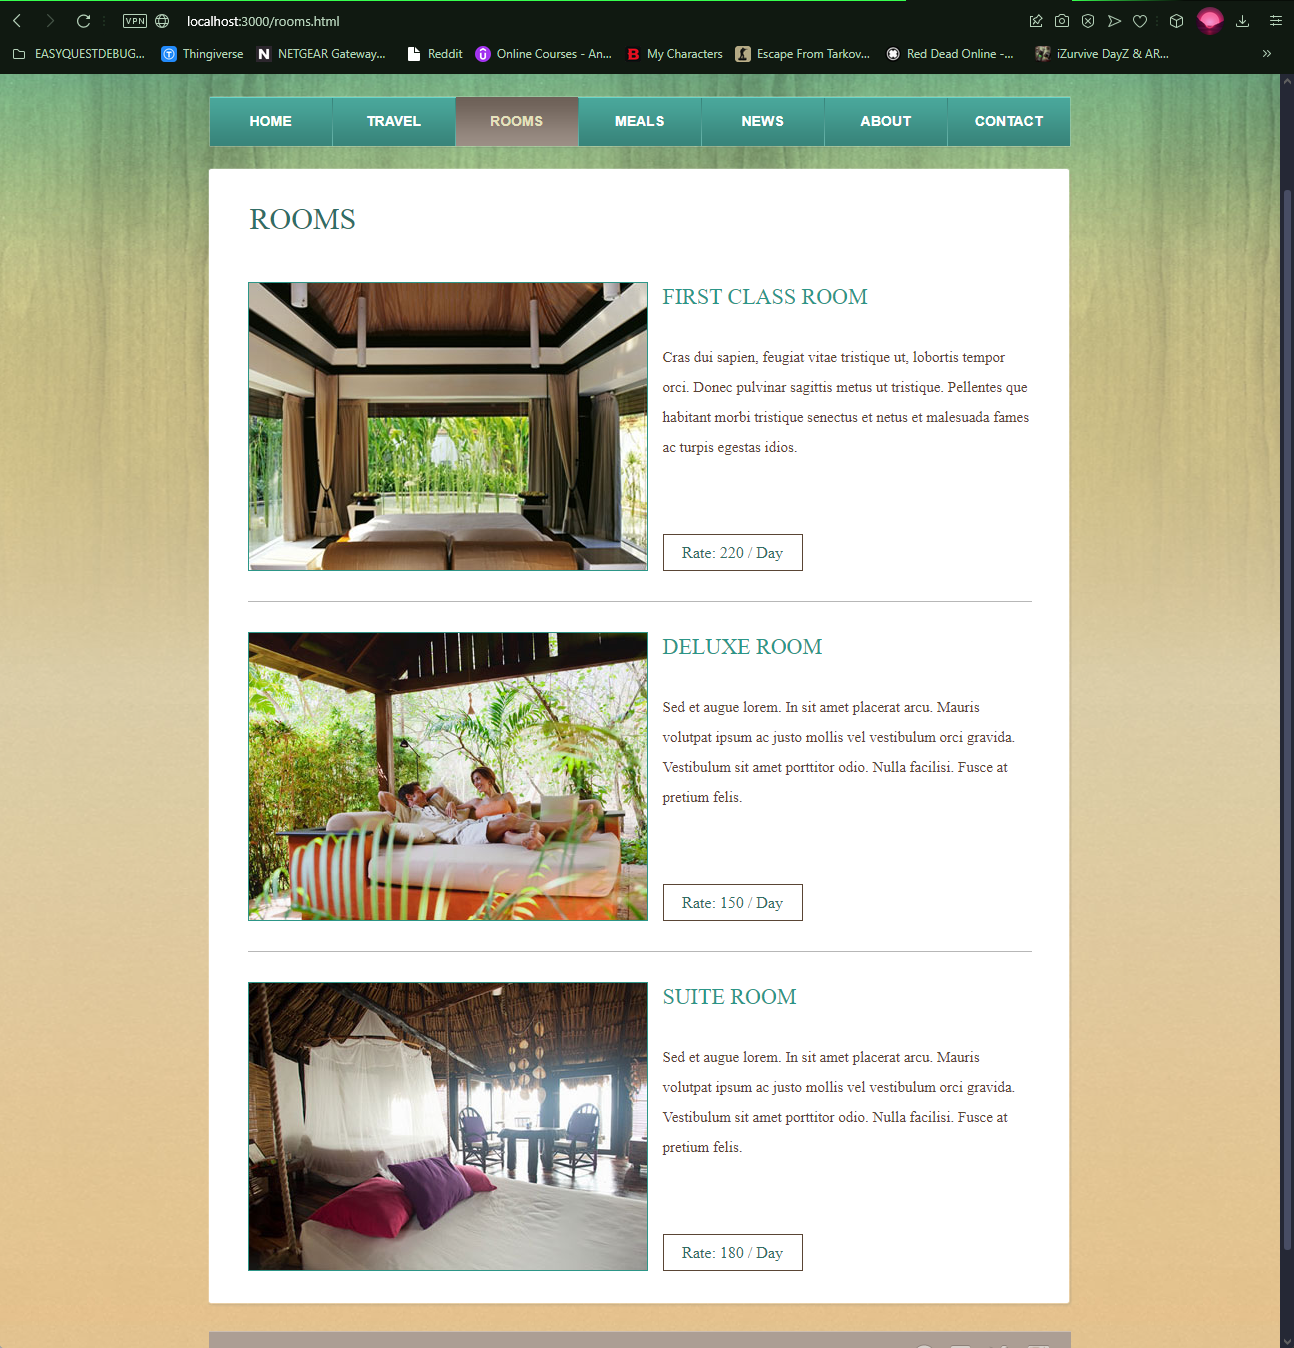 VPN localhost:3000/rooms.html
EASYQUESTDEBUG... Thingiverse NETGEAR Gateway... Reddit Online Courses - An... My Characters Escape From Tarkov... Red Dead Online -... iZurvive DayZ & AR...
HOME TRAVEL ROOMS MEALS NEWS ABOUT CONTACT
ROOMS
FIRST CLASS ROOM
Cras dui sapien, feugiat vitae tristique ut, lobortis tempor
orci. Donec pulvinar sagittis metus ut tristique. Pellentes que
habitant morbi tristique senectus et netus et malesuada fames
ac turpis egestas idios.
Rate: 220 / Day
DELUXE ROOM
Sed et augue lorem. In sit amet placerat arcu. Mauris
volutpat ipsum ac justo mollis vel vestibulum orci gravida.
Vestibulum sit amet porttitor odio. Nulla facilisi. Fusce at
pretium felis.
Rate: 150 / Day
SUITE ROOM
Sed et augue lorem. In sit amet placerat arcu. Mauris
volutpat ipsum ac justo mollis vel vestibulum orci gravida.
Vestibulum sit amet porttitor odio. Nulla facilisi. Fusce at
pretium felis.
Rate: 180 / Day